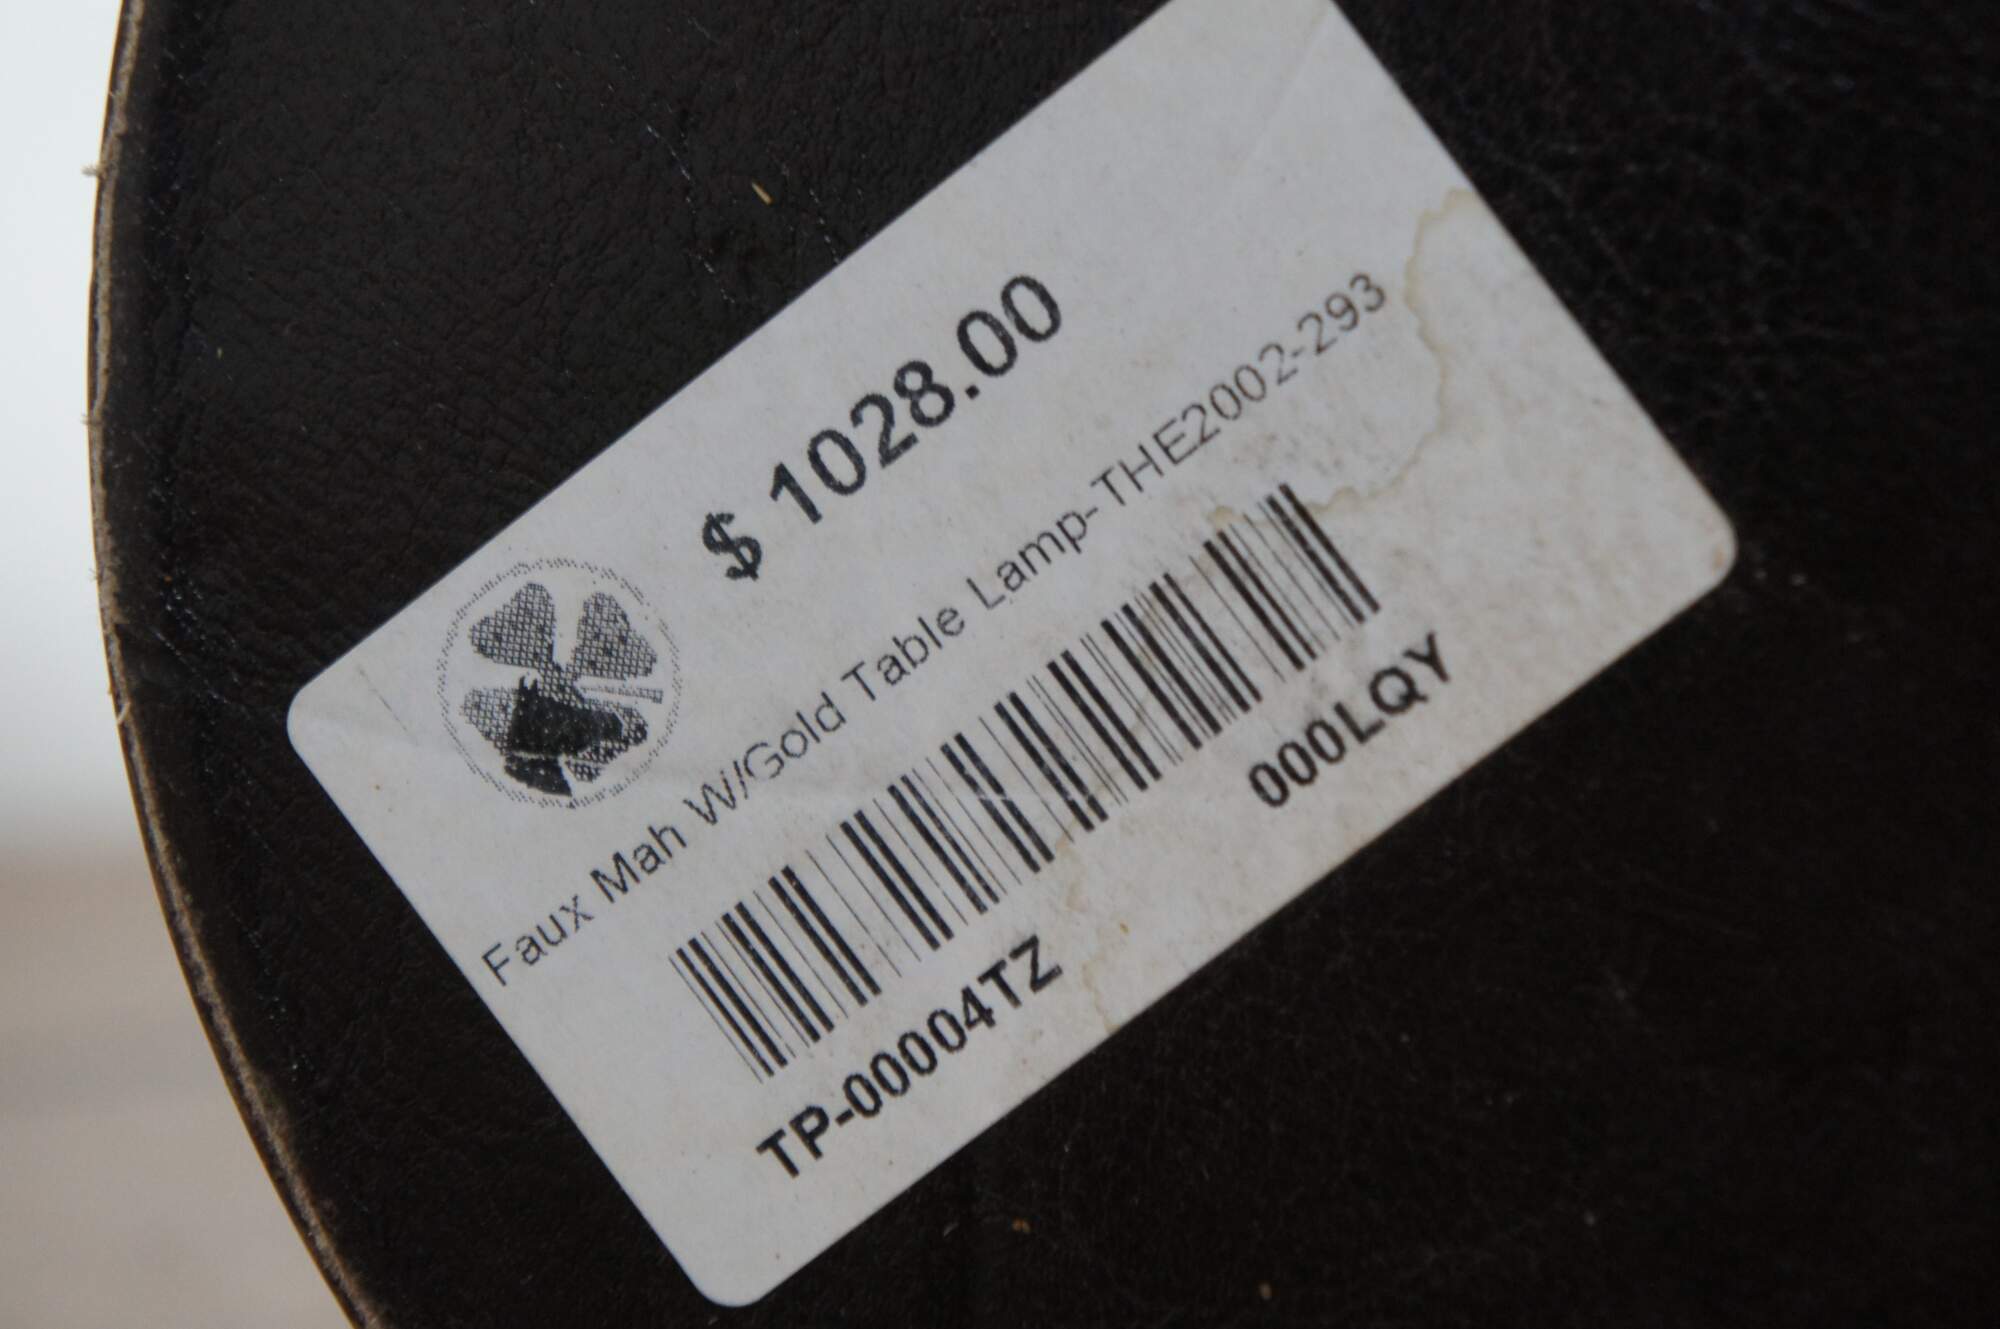 $ 1028.00
Faux Mah W/Gold Table Lamp-THE2002-293
000LQY
TP-00004TZ